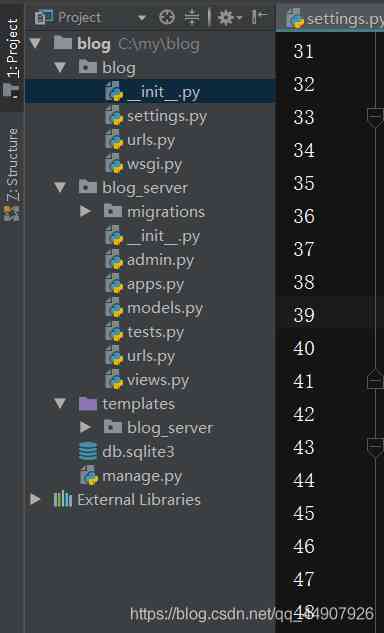 Project
settings.py
1: Project
Z: Structure
blog C:\my\blog
blog
__init__.py
settings.py
urls.py
wsgi.py
blog_server
migrations
__init__.py
admin.py
apps.py
models.py
tests.py
urls.py
views.py
templates
blog_server
db.sqlite3
manage.py
External Libraries
31
32
33
34
35
36
37
38
39
40
41
42
43
44
45
46
47
48
https://blog.csdn.net/qq_44907926